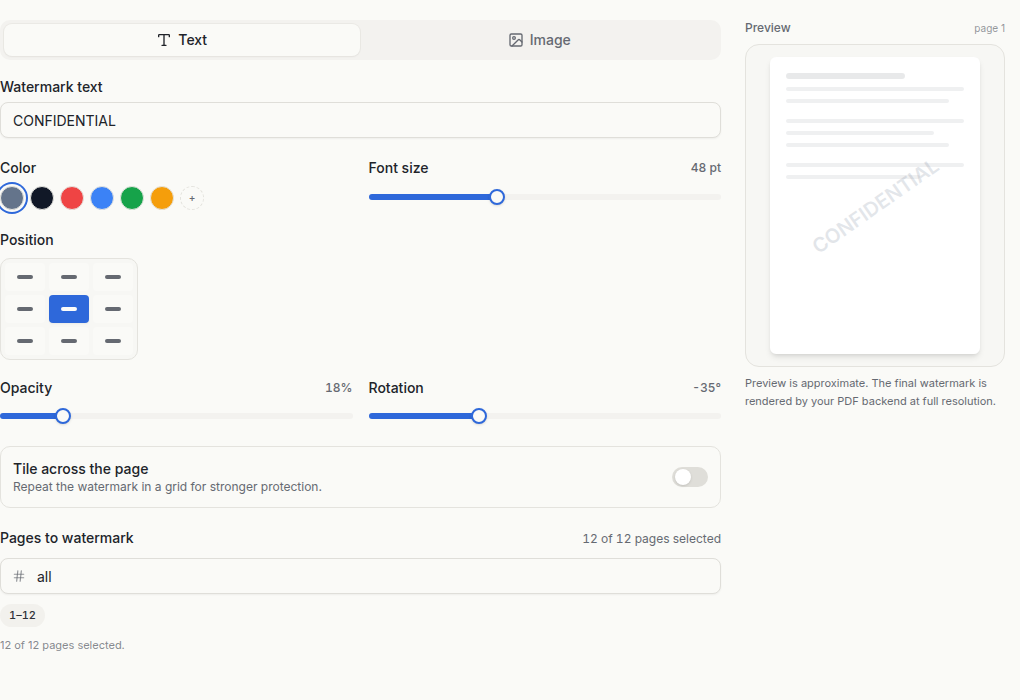 Text
Image
Watermark text
CONFIDENTIAL
Color
+
Font size
48 pt
Position
Opacity
18%
Rotation
-35°
Tile across the page
Repeat the watermark in a grid for stronger protection.
Pages to watermark
12 of 12 pages selected
# all
1–12
12 of 12 pages selected.
Preview
page 1
CONFIDENTIAL
Preview is approximate. The final watermark is
rendered by your PDF backend at full resolution.